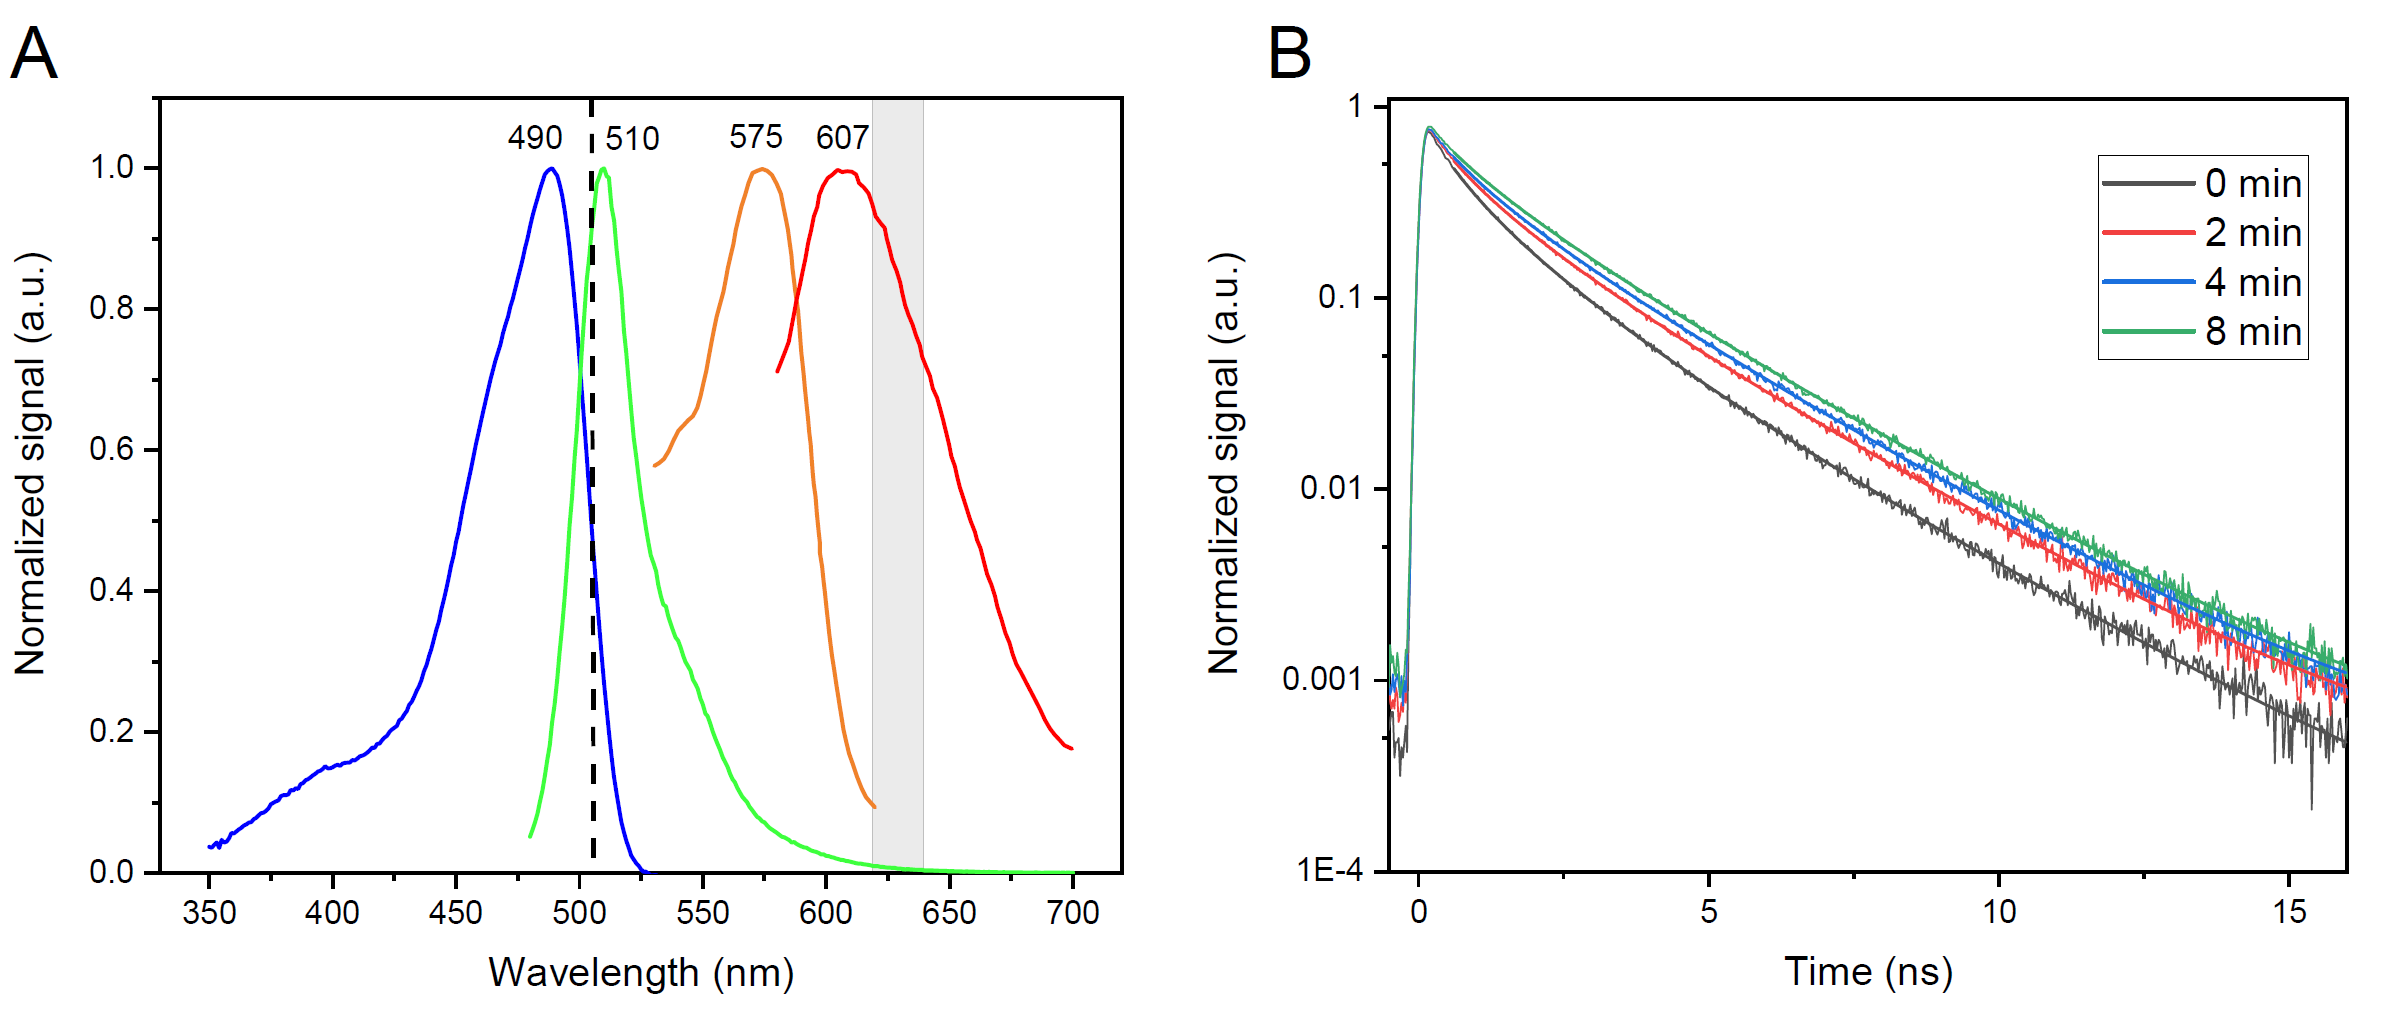 A
490 510 575 607
1.0
0.8
0.6
0.4
0.2
0.0
350 400 450 500 550 600 650 700
Wavelength (nm)
Normalized signal (a.u.)
B
1
0.1
0.01
0.001
1E-4
0 min
2 min
4 min
8 min
0 5 10 15
Time (ns)
Normalized signal (a.u.)